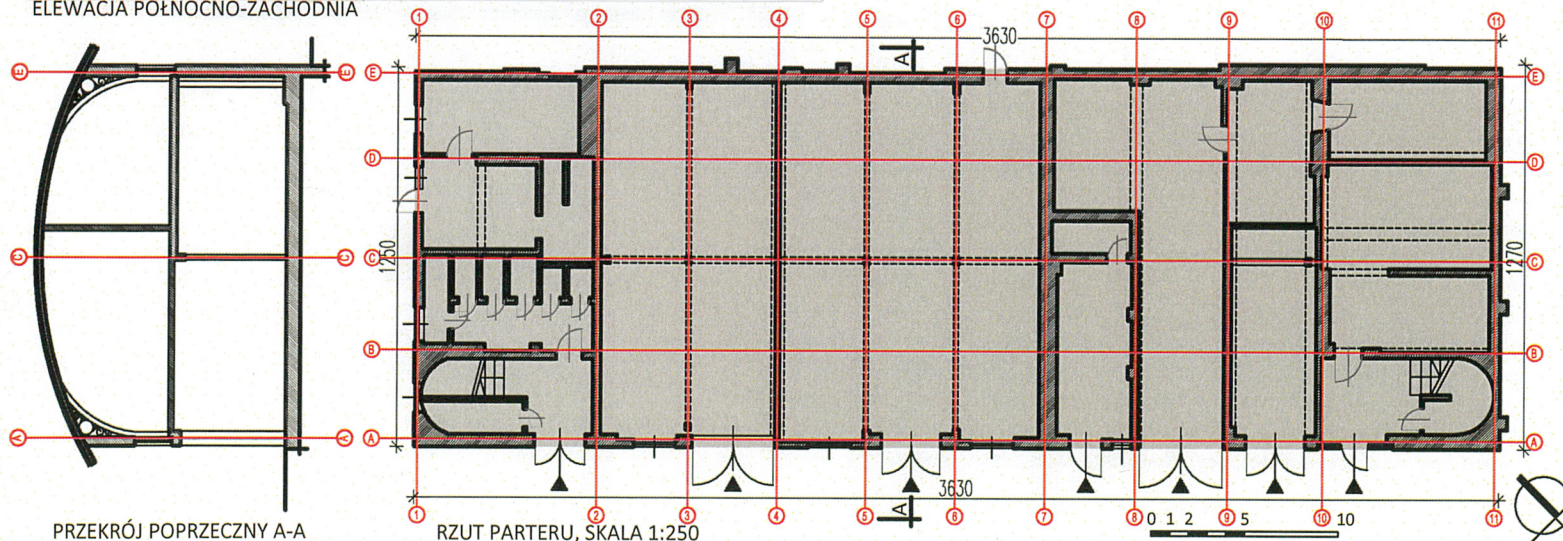 ELEWACJA PÓŁNOCNO-ZACHODNIA
1 2 3 4 5 6 7 8 9 10 11
3630
A
E E E E
D D
C C C C
1250
1270
B B
A A A A
3630
A
1 2 3 4 5 6 7 8 9 10 11
0 1 2 5 10
PRZEKRÓJ POPRZECZNY A-A
RZUT PARTERU, SKALA 1:250